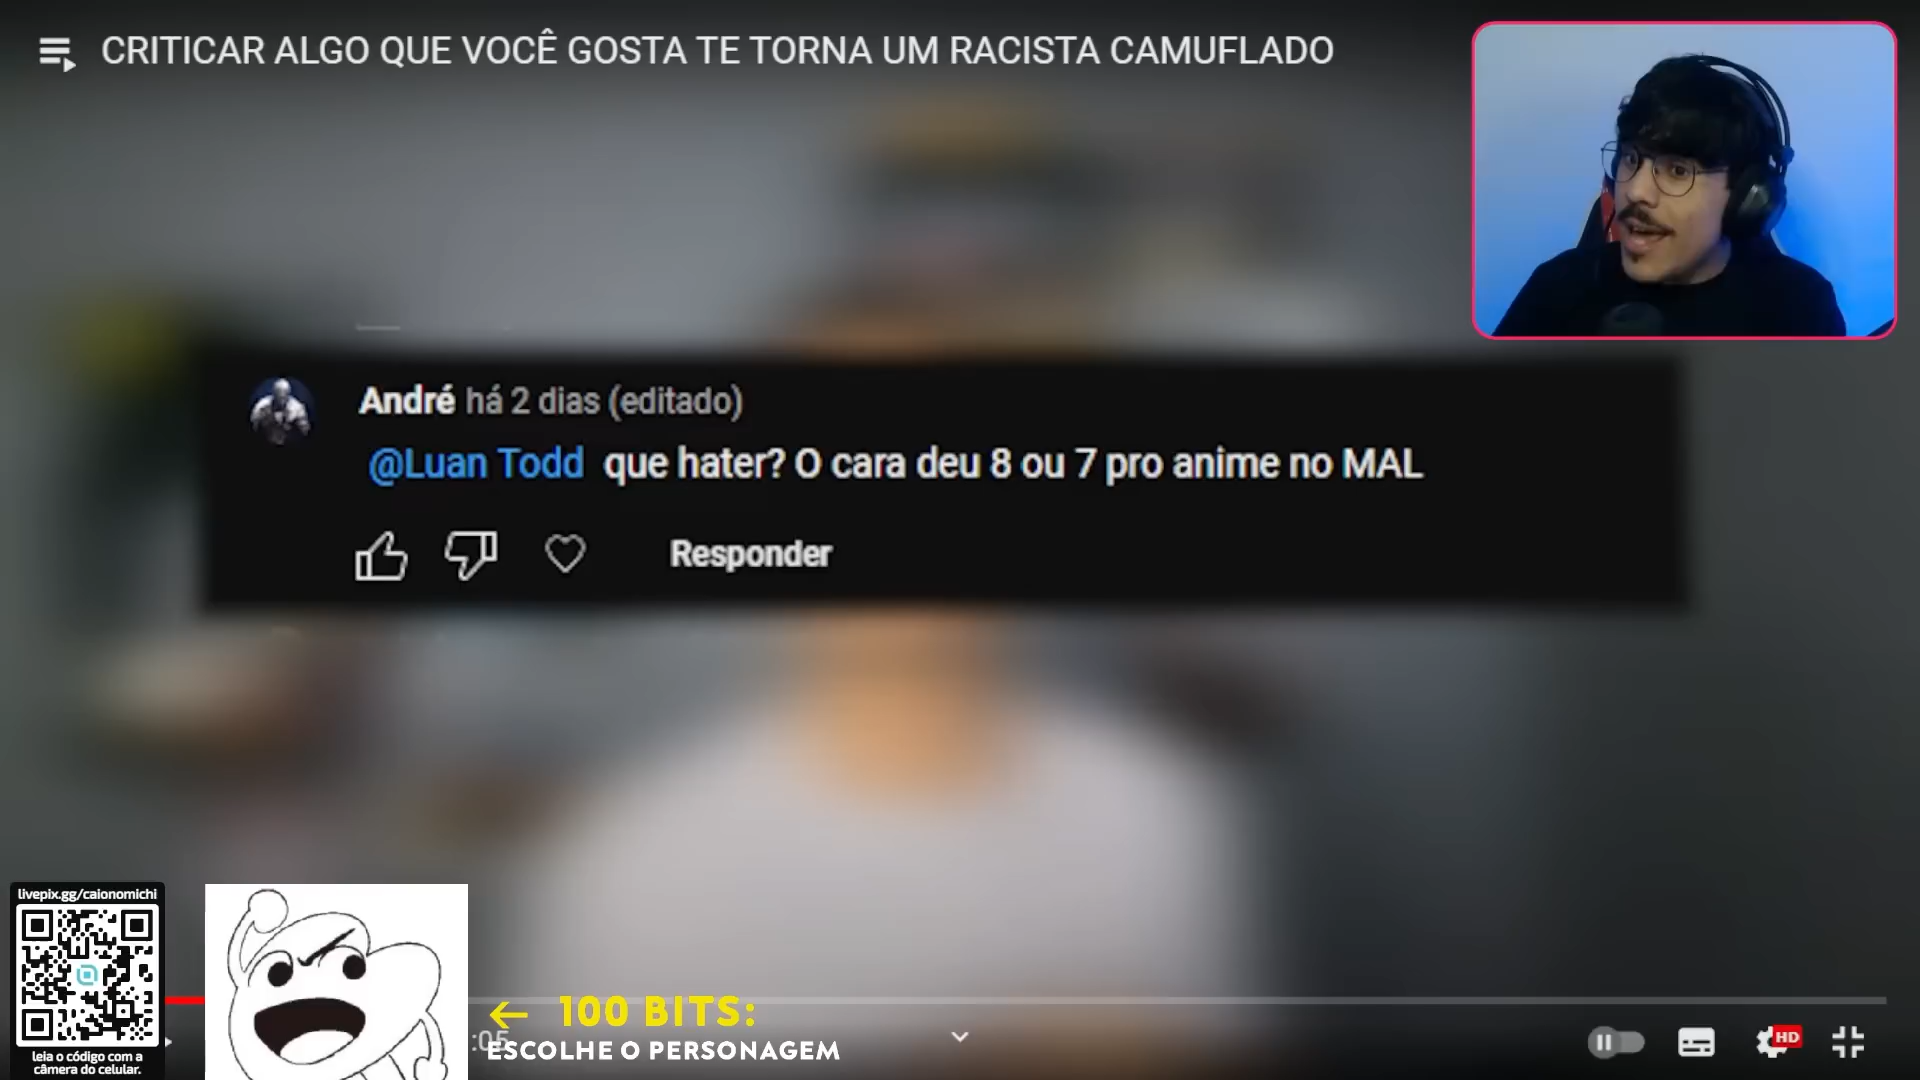 CRITICAR ALGO QUE VOCÊ GOSTA TE TORNA UM RACISTA CAMUFLADO
André há 2 dias (editado)
@Luan Todd que hater? O cara deu 8 ou 7 pro anime no MAL
Responder
livepix.gg/caionomichi
leia o código com a
câmera do celular.
← 100 BITS:
ESCOLHE O PERSONAGEM
:05
HD